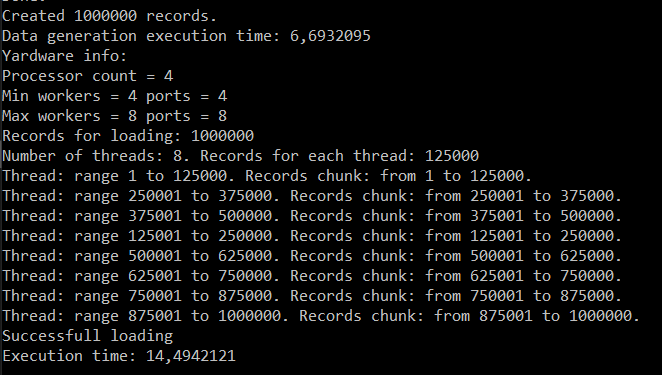 Created 1000000 records.
Data generation execution time: 6,6932095
Yardware info:
Processor count = 4
Min workers = 4 ports = 4
Max workers = 8 ports = 8
Records for loading: 1000000
Number of threads: 8. Records for each thread: 125000
Thread: range 1 to 125000. Records chunk: from 1 to 125000.
Thread: range 250001 to 375000. Records chunk: from 250001 to 375000.
Thread: range 375001 to 500000. Records chunk: from 375001 to 500000.
Thread: range 125001 to 250000. Records chunk: from 125001 to 250000.
Thread: range 500001 to 625000. Records chunk: from 500001 to 625000.
Thread: range 625001 to 750000. Records chunk: from 625001 to 750000.
Thread: range 750001 to 875000. Records chunk: from 750001 to 875000.
Thread: range 875001 to 1000000. Records chunk: from 875001 to 1000000.
Successfull loading
Execution time: 14,4942121